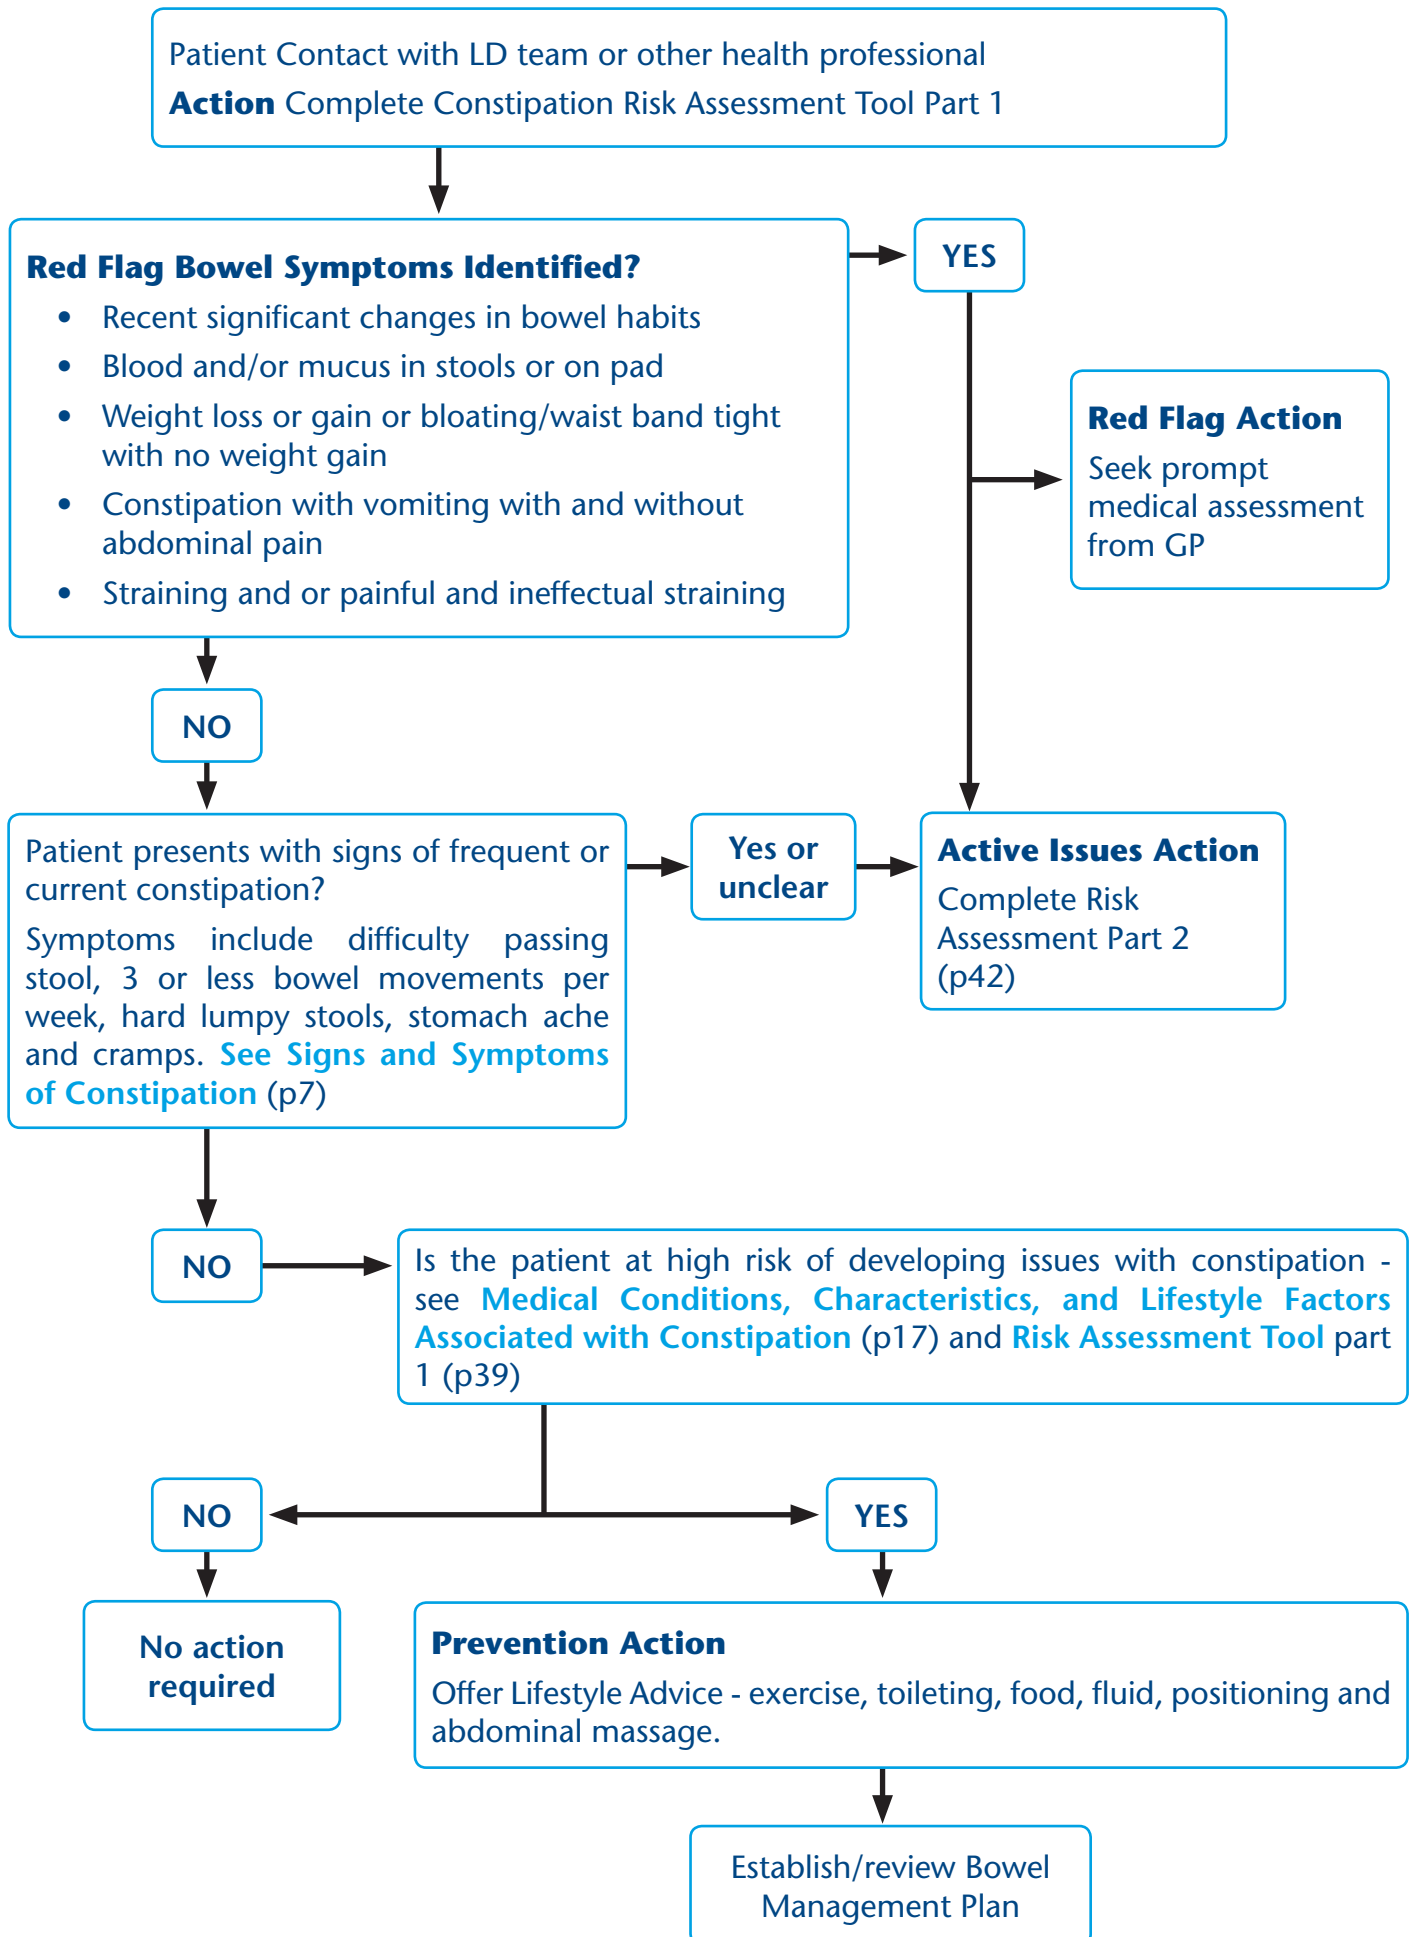 Patient Contact with LD team or other health professional
Action Complete Constipation Risk Assessment Tool Part 1
Red Flag Bowel Symptoms Identified?
• Recent significant changes in bowel habits
• Blood and/or mucus in stools or on pad
• Weight loss or gain or bloating/waist band tight
with no weight gain
• Constipation with vomiting with and without
abdominal pain
• Straining and or painful and ineffectual straining
YES
Red Flag Action
Seek prompt
medical assessment
from GP
NO
Patient presents with signs of frequent or
current constipation?
Symptoms include difficulty passing
stool, 3 or less bowel movements per
week, hard lumpy stools, stomach ache
and cramps. See Signs and Symptoms
of Constipation (p7)
Yes or
unclear
Active Issues Action
Complete Risk
Assessment Part 2
(p42)
NO
Is the patient at high risk of developing issues with constipation -
see Medical Conditions, Characteristics, and Lifestyle Factors
Associated with Constipation (p17) and Risk Assessment Tool part
1 (p39)
NO
YES
No action
required
Prevention Action
Offer Lifestyle Advice - exercise, toileting, food, fluid, positioning and
abdominal massage.
Establish/review Bowel
Management Plan